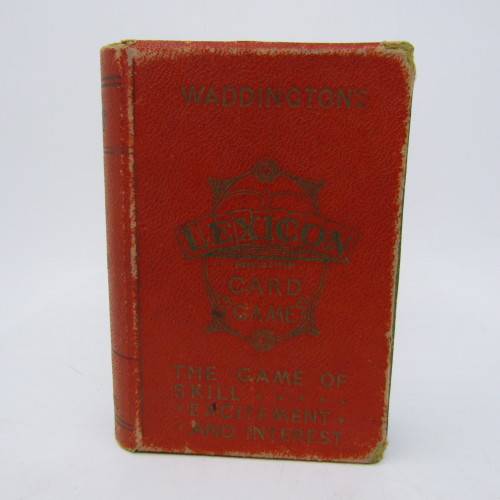 WADDINGTON'S
LEXICON
CARD
GAME
THE GAME OF
SKILL . . . . .
. EXCITEMENT .
. AND INTEREST